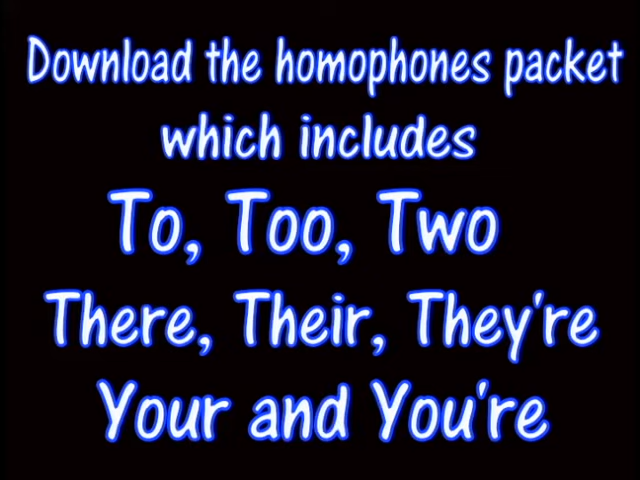 Download the homophones packet
which includes
To, Too, Two
There, Their, They're
Your and You're